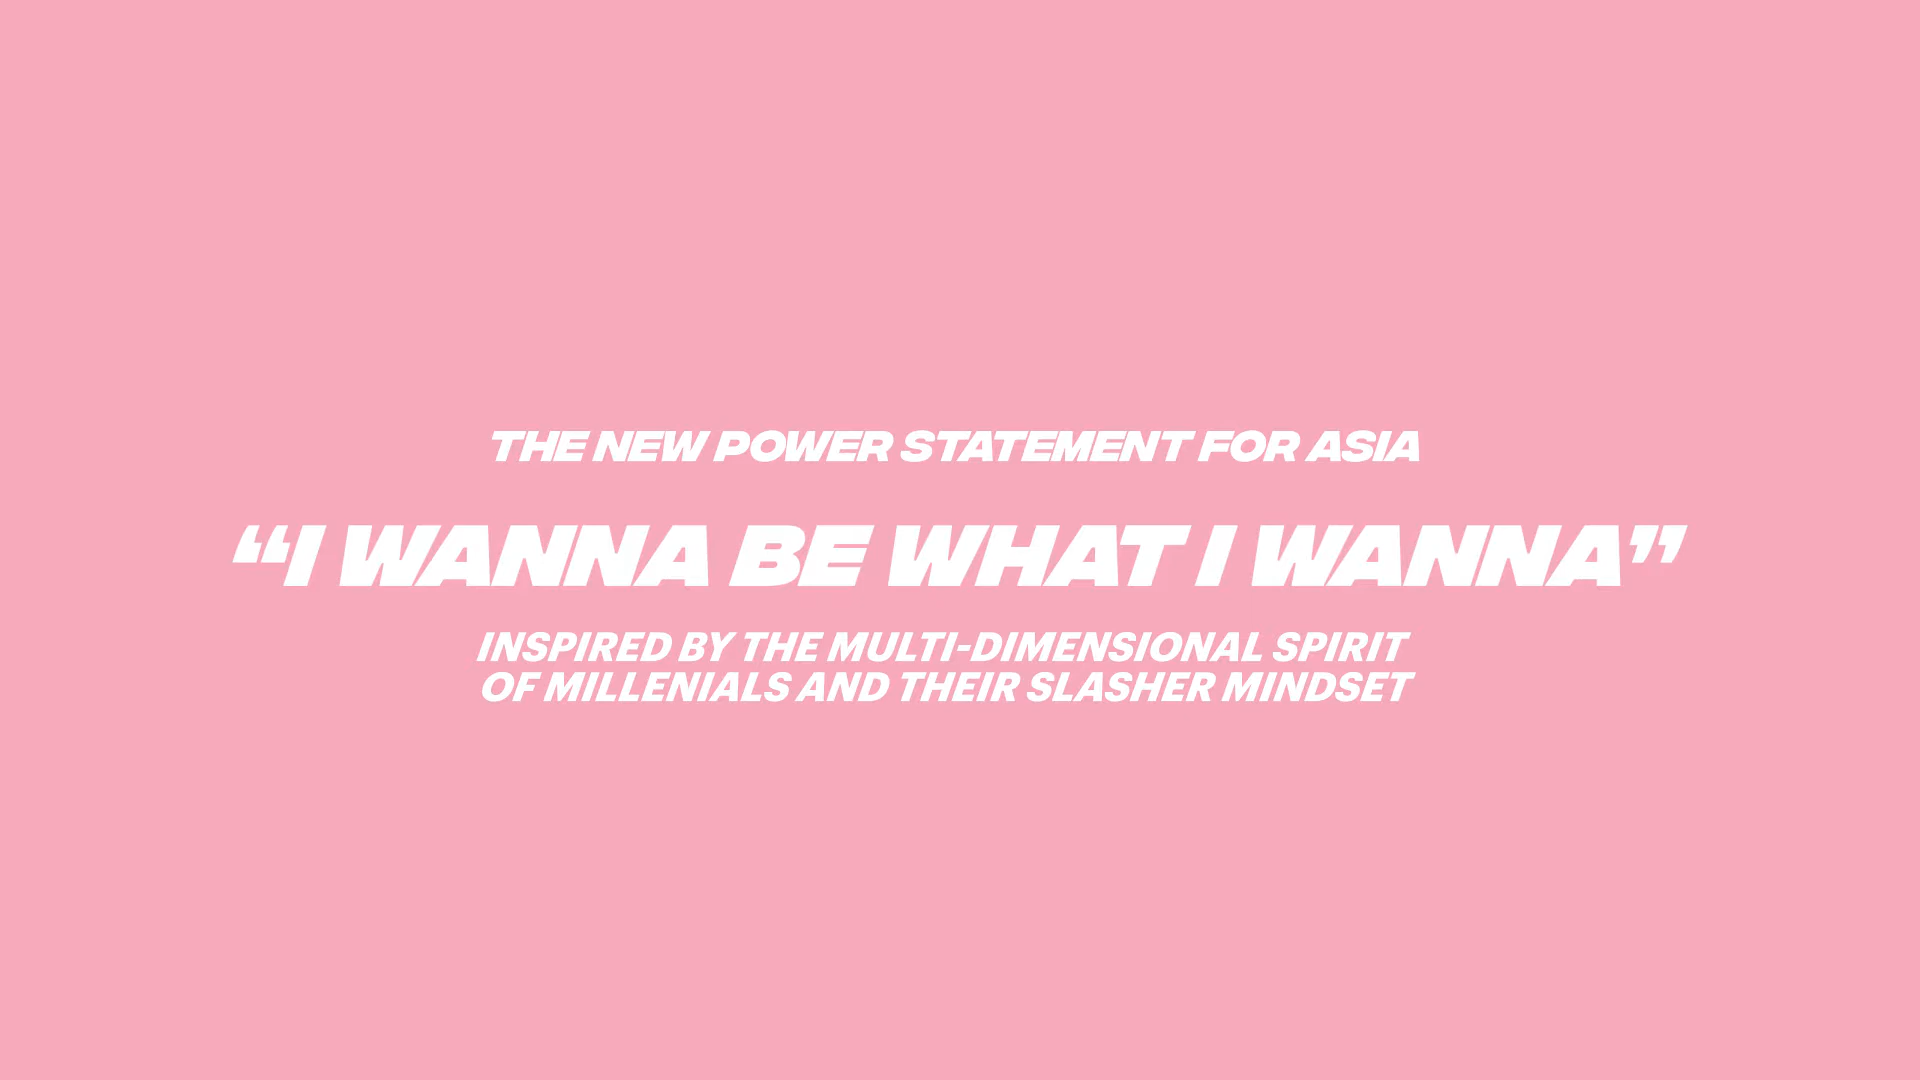 THE NEW POWER STATEMENT FOR ASIA
“I WANNA BE WHAT I WANNA”
INSPIRED BY THE MULTI-DIMENSIONAL SPIRIT
OF MILLENIALS AND THEIR SLASHER MINDSET